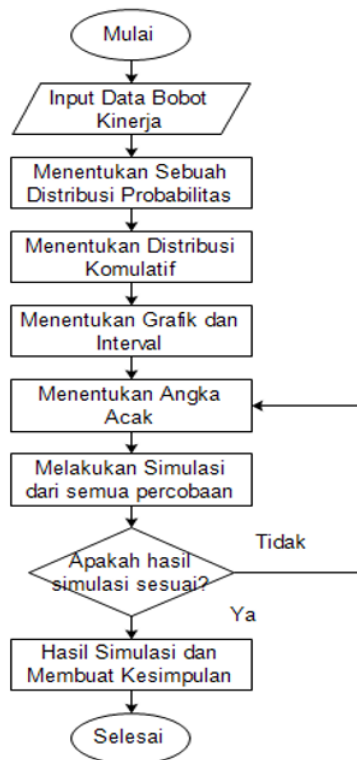 Mulai
Input Data Bobot
Kinerja
Menentukan Sebuah
Distribusi Probabilitas
Menentukan Distribusi
Komulatif
Menentukan Grafik dan
Interval
Menentukan Angka
Acak
Melakukan Simulasi
dari semua percobaan
Apakah hasil
simulasi sesuai?
Tidak
Ya
Hasil Simulasi dan
Membuat Kesimpulan
Selesai